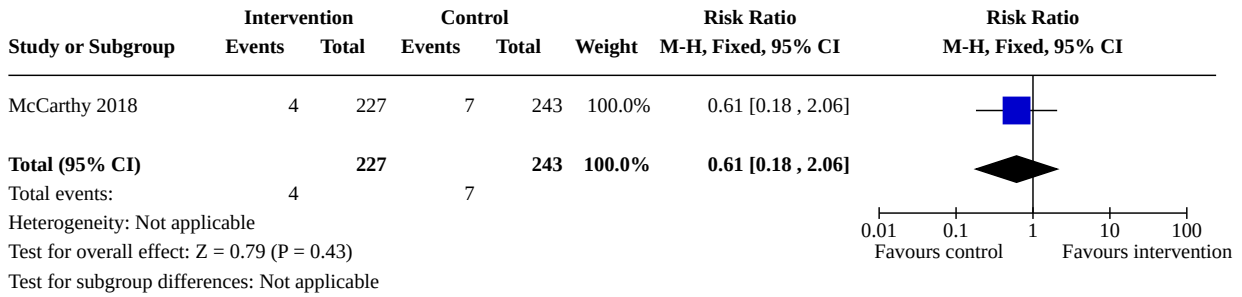 Intervention Control Risk Ratio Risk Ratio
Study or Subgroup Events Total Events Total Weight M-H, Fixed, 95% CI M-H, Fixed, 95% CI
McCarthy 2018 4 227 7 243 100.0% 0.61 [0.18 , 2.06]
Total (95% CI) 227 243 100.0% 0.61 [0.18 , 2.06]
Total events: 4 7
Heterogeneity: Not applicable
0.01 0.1 1 10 100
Test for overall effect: Z = 0.79 (P = 0.43) Favours control Favours intervention
Test for subgroup differences: Not applicable